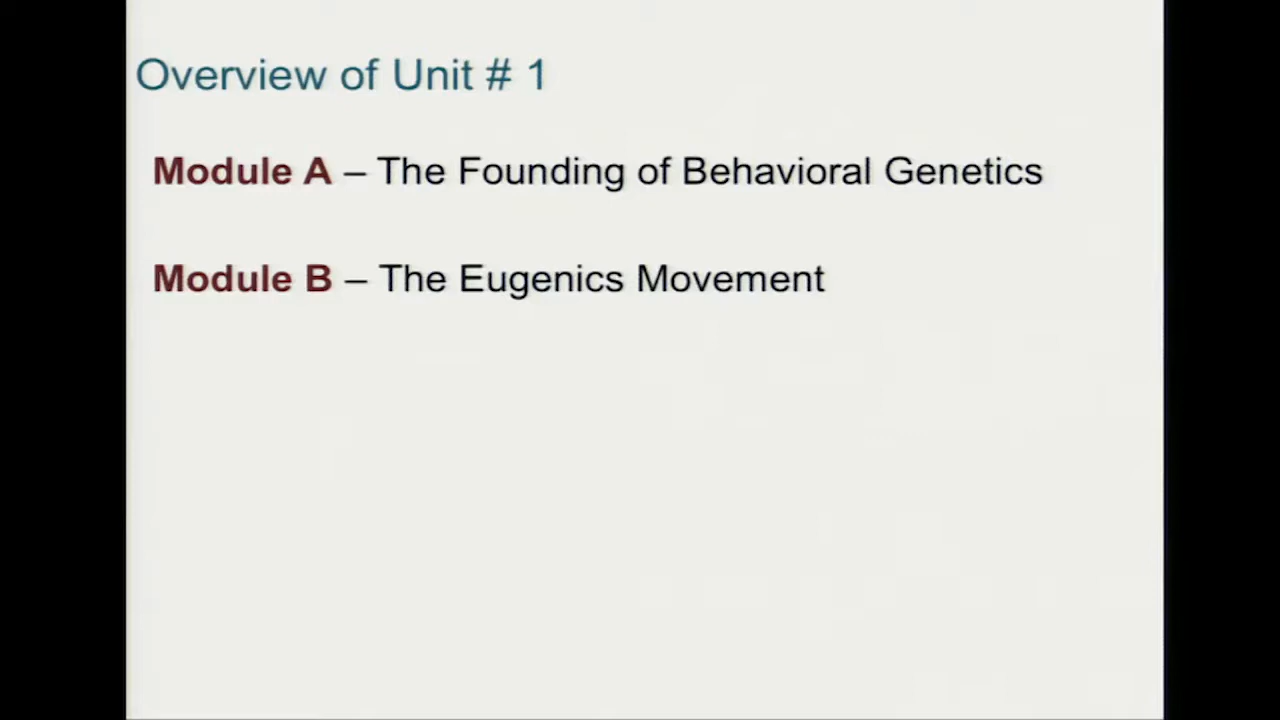 Overview of Unit # 1
Module A – The Founding of Behavioral Genetics
Module B – The Eugenics Movement